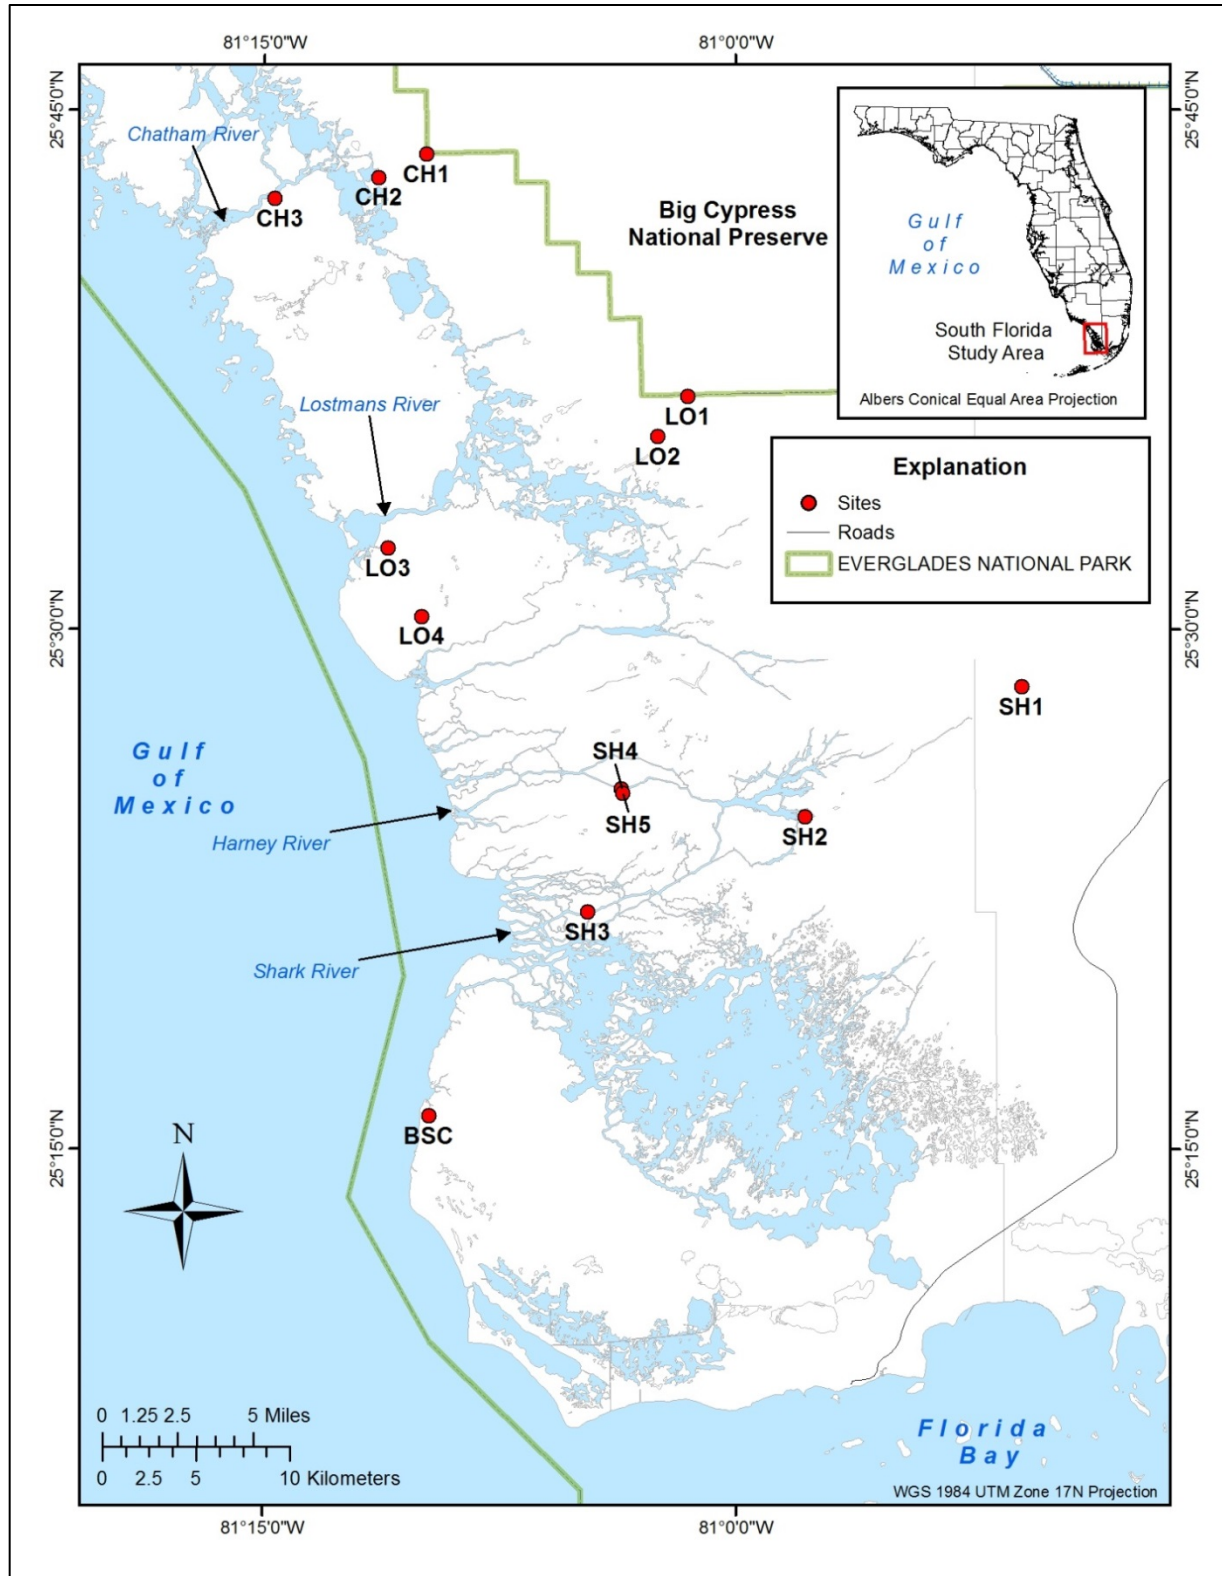 81°15'0"W
81°0'0"W
25°45'0"N
25°45'0"N
Chatham River
CH1
CH2
CH3
Big Cypress
National Preserve
Gulf
of
Mexico
South Florida
Study Area
Albers Conical Equal Area Projection
Lostmans River
LO1
LO2
Explanation
Sites
Roads
EVERGLADES NATIONAL PARK
LO3
LO4
25°30'0"N
25°30'0"N
SH1
Gulf
of
Mexico
SH4
SH5
SH2
Harney River
SH3
Shark River
BSC
N
25°15'0"N
25°15'0"N
0 1.25 2.5 5 Miles
0 2.5 5 10 Kilometers
Florida
Bay
WGS 1984 UTM Zone 17N Projection
81°15'0"W
81°0'0"W